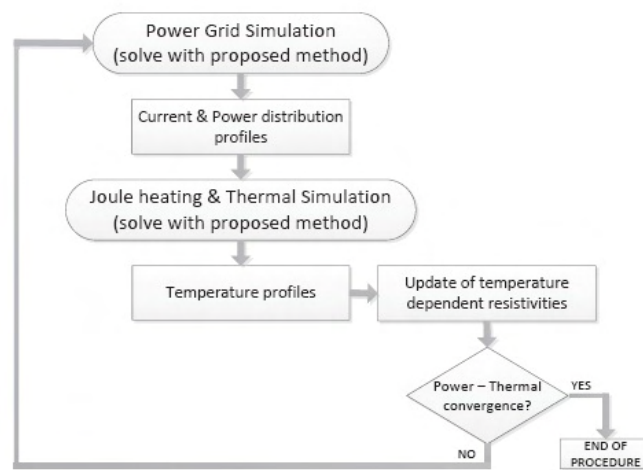 Power Grid Simulation
(solve with proposed method)
Current & Power distribution
profiles
Joule heating & Thermal Simulation
(solve with proposed method)
Temperature profiles
Update of temperature
dependent resistivities
Power – Thermal
convergence?
YES
NO
END OF
PROCEDURE